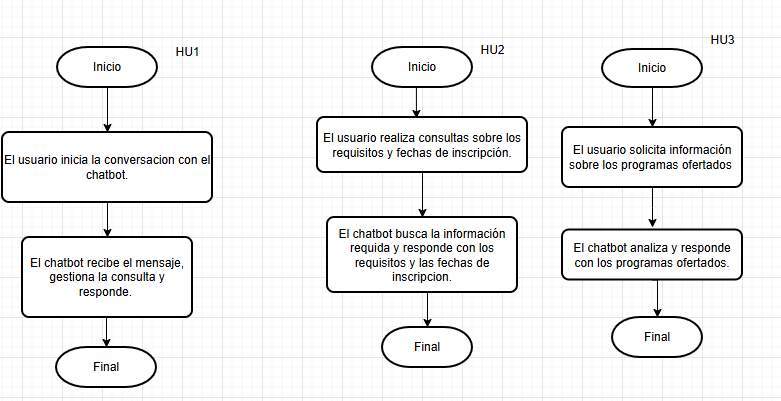 HU1
Inicio
El usuario inicia la conversacion con el
chatbot.
El chatbot recibe el mensaje,
gestiona la consulta y
responde.
Final
HU2
Inicio
El usuario realiza consultas sobre los
requisitos y fechas de inscripción.
El chatbot busca la información
requida y responde con los
requisitos y las fechas de
inscripcion.
Final
HU3
Inicio
El usuario solicita información
sobre los programas ofertados
El chatbot analiza y responde
con los programas ofertados.
Final